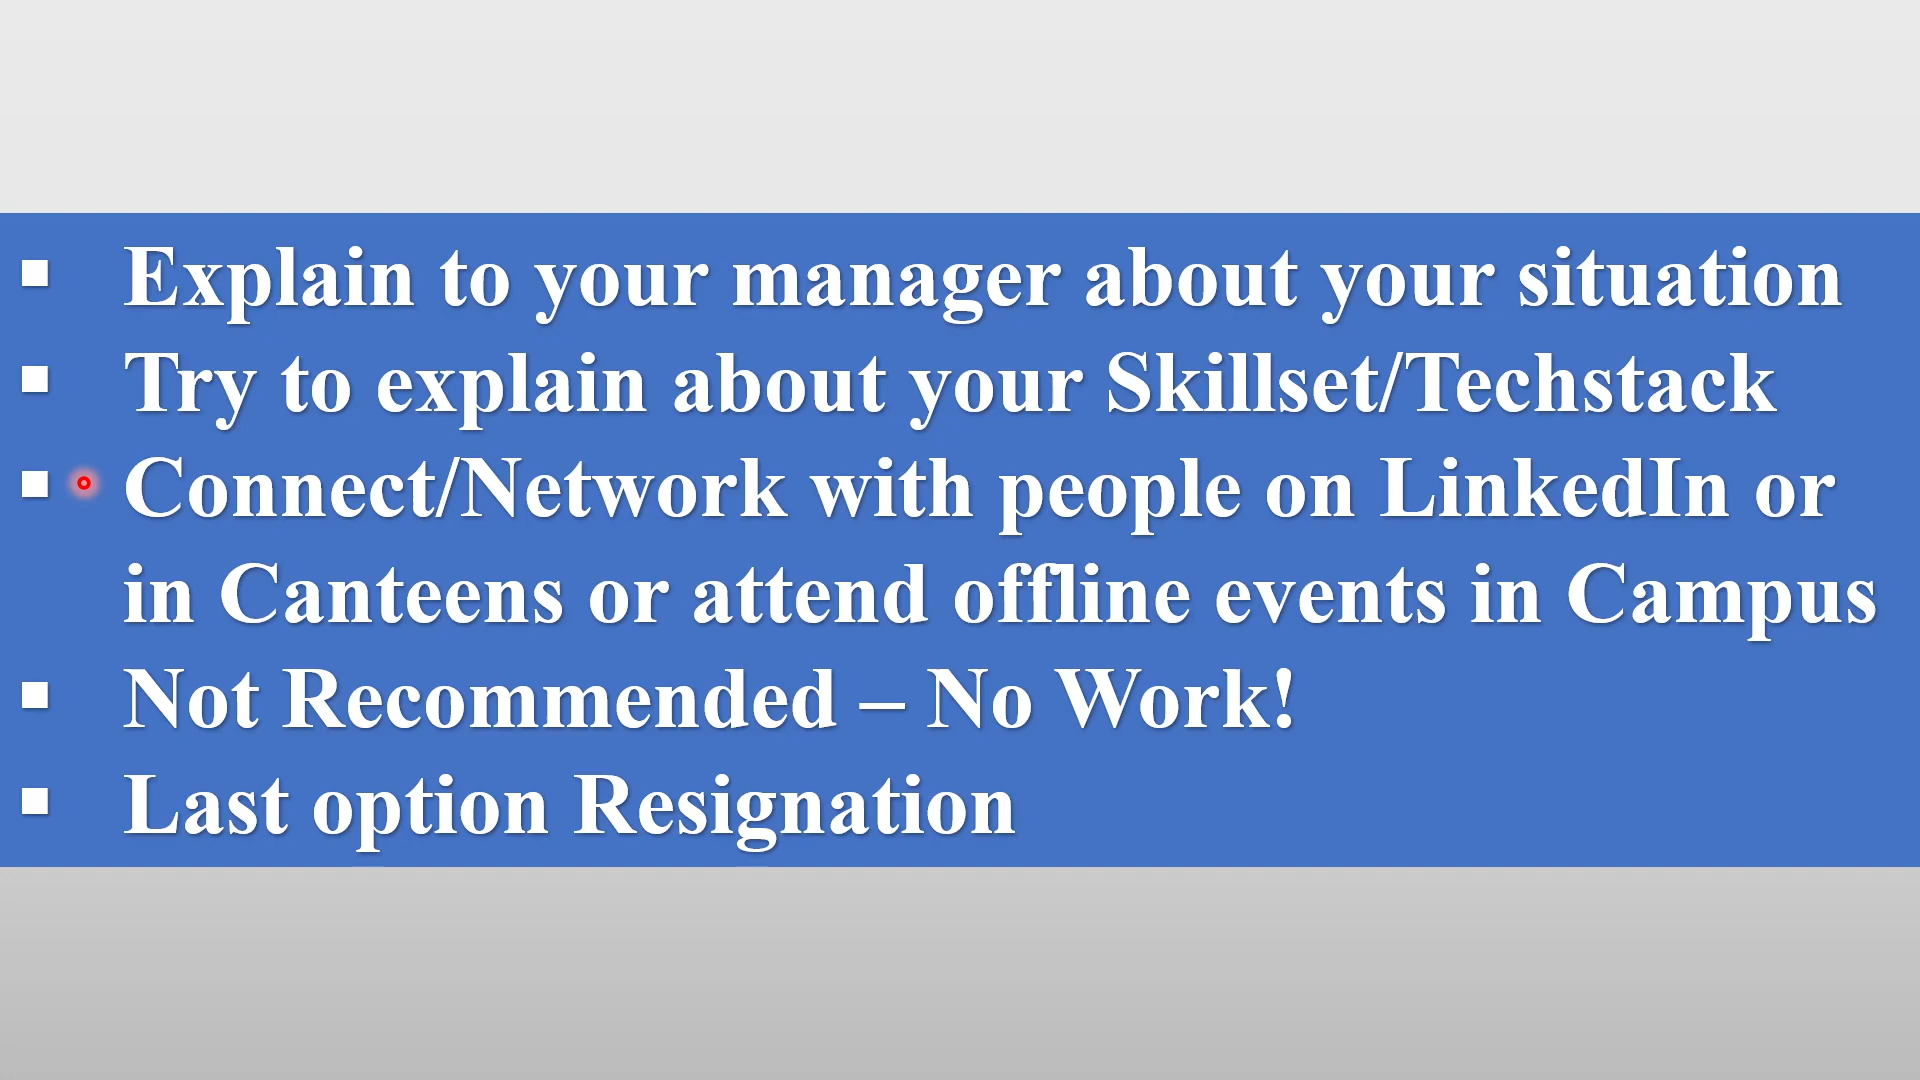 ▪ Explain to your manager about your situation
▪ Try to explain about your Skillset/Techstack
▪ Connect/Network with people on LinkedIn or
in Canteens or attend offline events in Campus
▪ Not Recommended – No Work!
▪ Last option Resignation